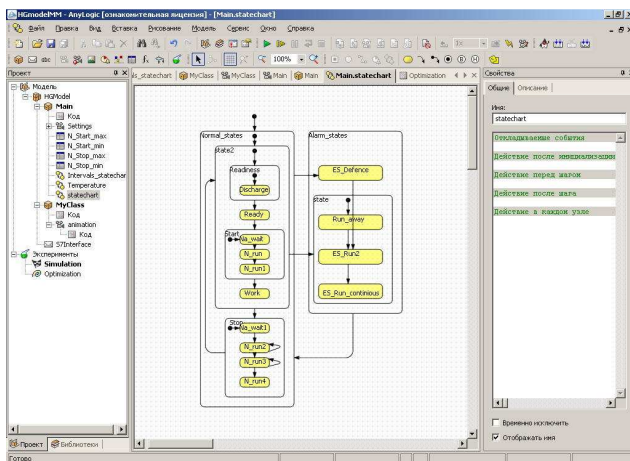 HGmodelMM - AnyLogic [ознакомительная лицензия] - [Main.statechart]
Файл Правка Вид Вставка Рисование Модель Сервис Окно Справка
100%
Проект
ls_statechart MyClass MyClass Main Main Main.statechart Optimization
Свойства
Модель
HGModel
Main
Код
Settings
N_Start_max
N_Start_min
N_Stop_max
N_Stop_min
Intervals_statechar
Temperature
statechart
MyClass
Код
animation
Код
S7Interface
Эксперименты
Simulation
Optimization
Normal_states
state2
Readiness
Discharge
Ready
Start
Na_wait
N_run
N_run1
Work
Stop
Na_wait1
N_run2
N_run3
N_run4
Alarm_states
ES_Defence
state
Run_away
ES_Run2
ES_Run_continious
Общие Описание
Имя:
statechart
Откладываемые события
Действие после инициализации
Действие перед шагом
Действие после шага
Действие в каждом узле
Временно исключить
Отображать имя
Проект Библиотеки
Готово